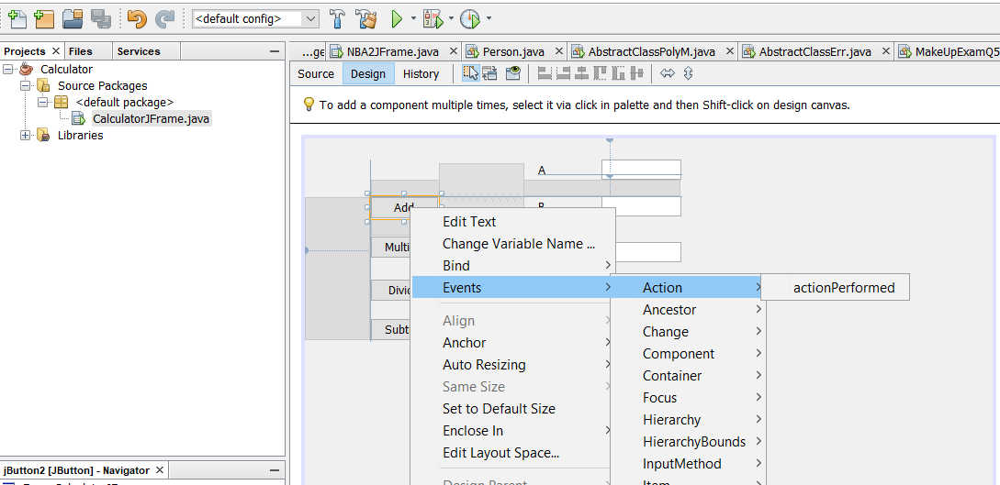 <default config>
Projects Files Services
Calculator
Source Packages
<default package>
CalculatorJFrame.java
Libraries
...ge NBA2JFrame.java Person.java AbstractClassPolyM.java AbstractClassErr.java MakeUpExamQ5
Source Design History
To add a component multiple times, select it via click in palette and then Shift-click on design canvas.
A
Add
Multi
Divid
Subt
Edit Text
Change Variable Name ...
Bind
Events
Align
Anchor
Auto Resizing
Same Size
Set to Default Size
Enclose In
Edit Layout Space...
Design Parent
Action
Ancestor
Change
Component
Container
Focus
Hierarchy
HierarchyBounds
InputMethod
Item
actionPerformed
jButton2 [JButton] - Navigator